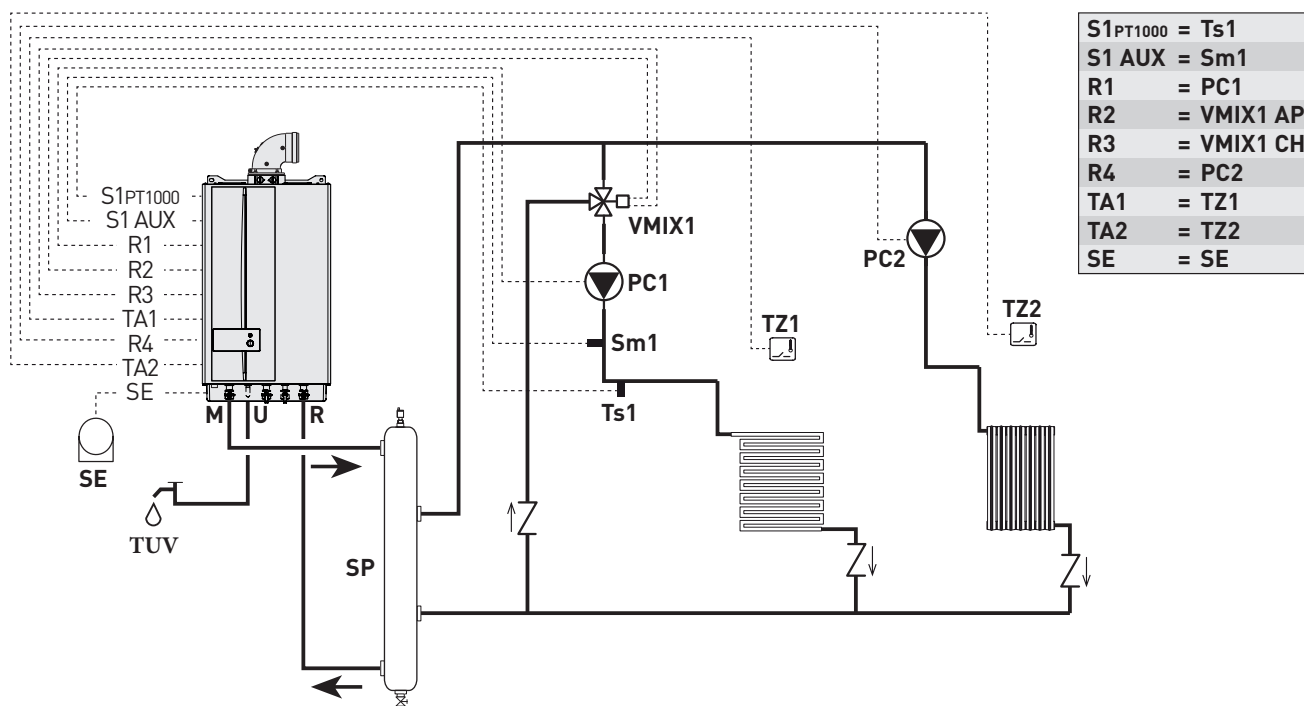 S1PT1000 = Ts1
S1 AUX = Sm1
R1 = PC1
R2 = VMIX1 AP
R3 = VMIX1 CH
R4 = PC2
TA1 = TZ1
TA2 = TZ2
SE = SE
S1PT1000
S1 AUX
R1
R2
R3
TA1
R4
TA2
SE
VMIX1
PC1
PC2
Sm1
TZ1
TZ2
Ts1
M
U
R
SE
TUV
SP